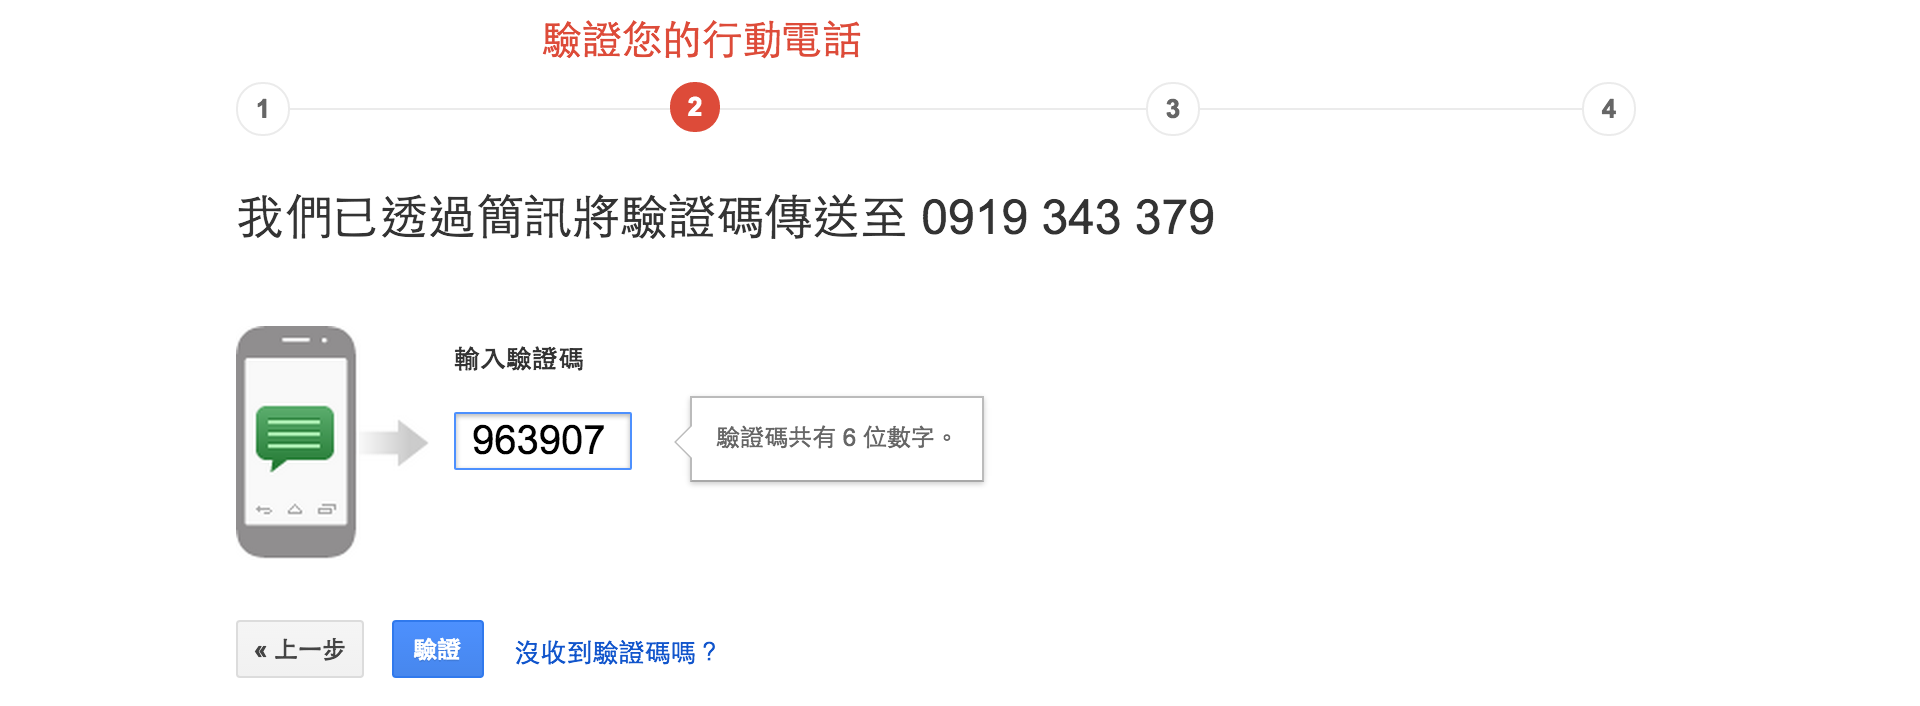 驗證您的行動電話
1 2 3 4
我們已透過簡訊將驗證碼傳送至 0919 343 379
輸入驗證碼
963907
驗證碼共有 6 位數字。
« 上一步 驗證 沒收到驗證碼嗎？